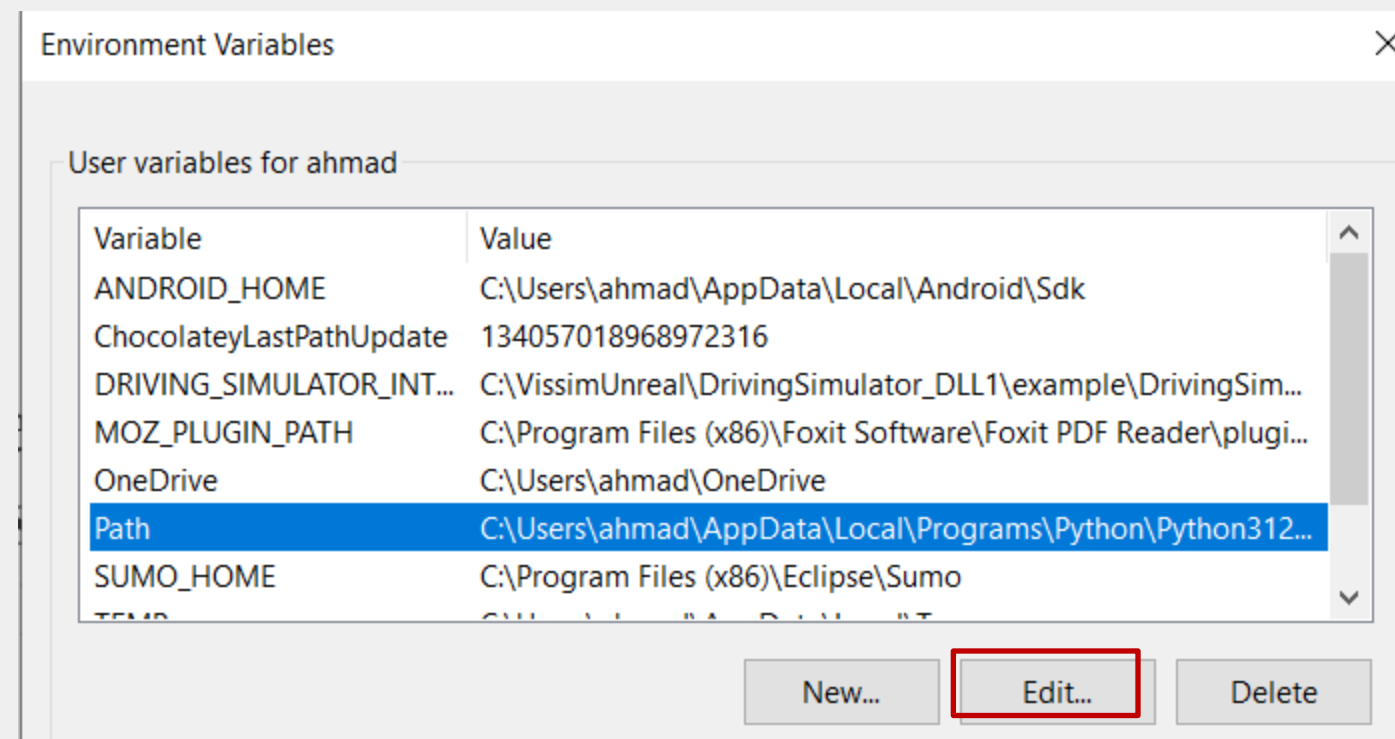 Environment Variables
User variables for ahmad
Variable Value
ANDROID_HOME C:\Users\ahmad\AppData\Local\Android\Sdk
ChocolateyLastPathUpdate 134057018968972316
DRIVING_SIMULATOR_INT... C:\VissimUnreal\DrivingSimulator_DLL1\example\DrivingSim...
MOZ_PLUGIN_PATH C:\Program Files (x86)\Foxit Software\Foxit PDF Reader\plugi...
OneDrive C:\Users\ahmad\OneDrive
Path C:\Users\ahmad\AppData\Local\Programs\Python\Python312...
SUMO_HOME C:\Program Files (x86)\Eclipse\Sumo
New... Edit... Delete